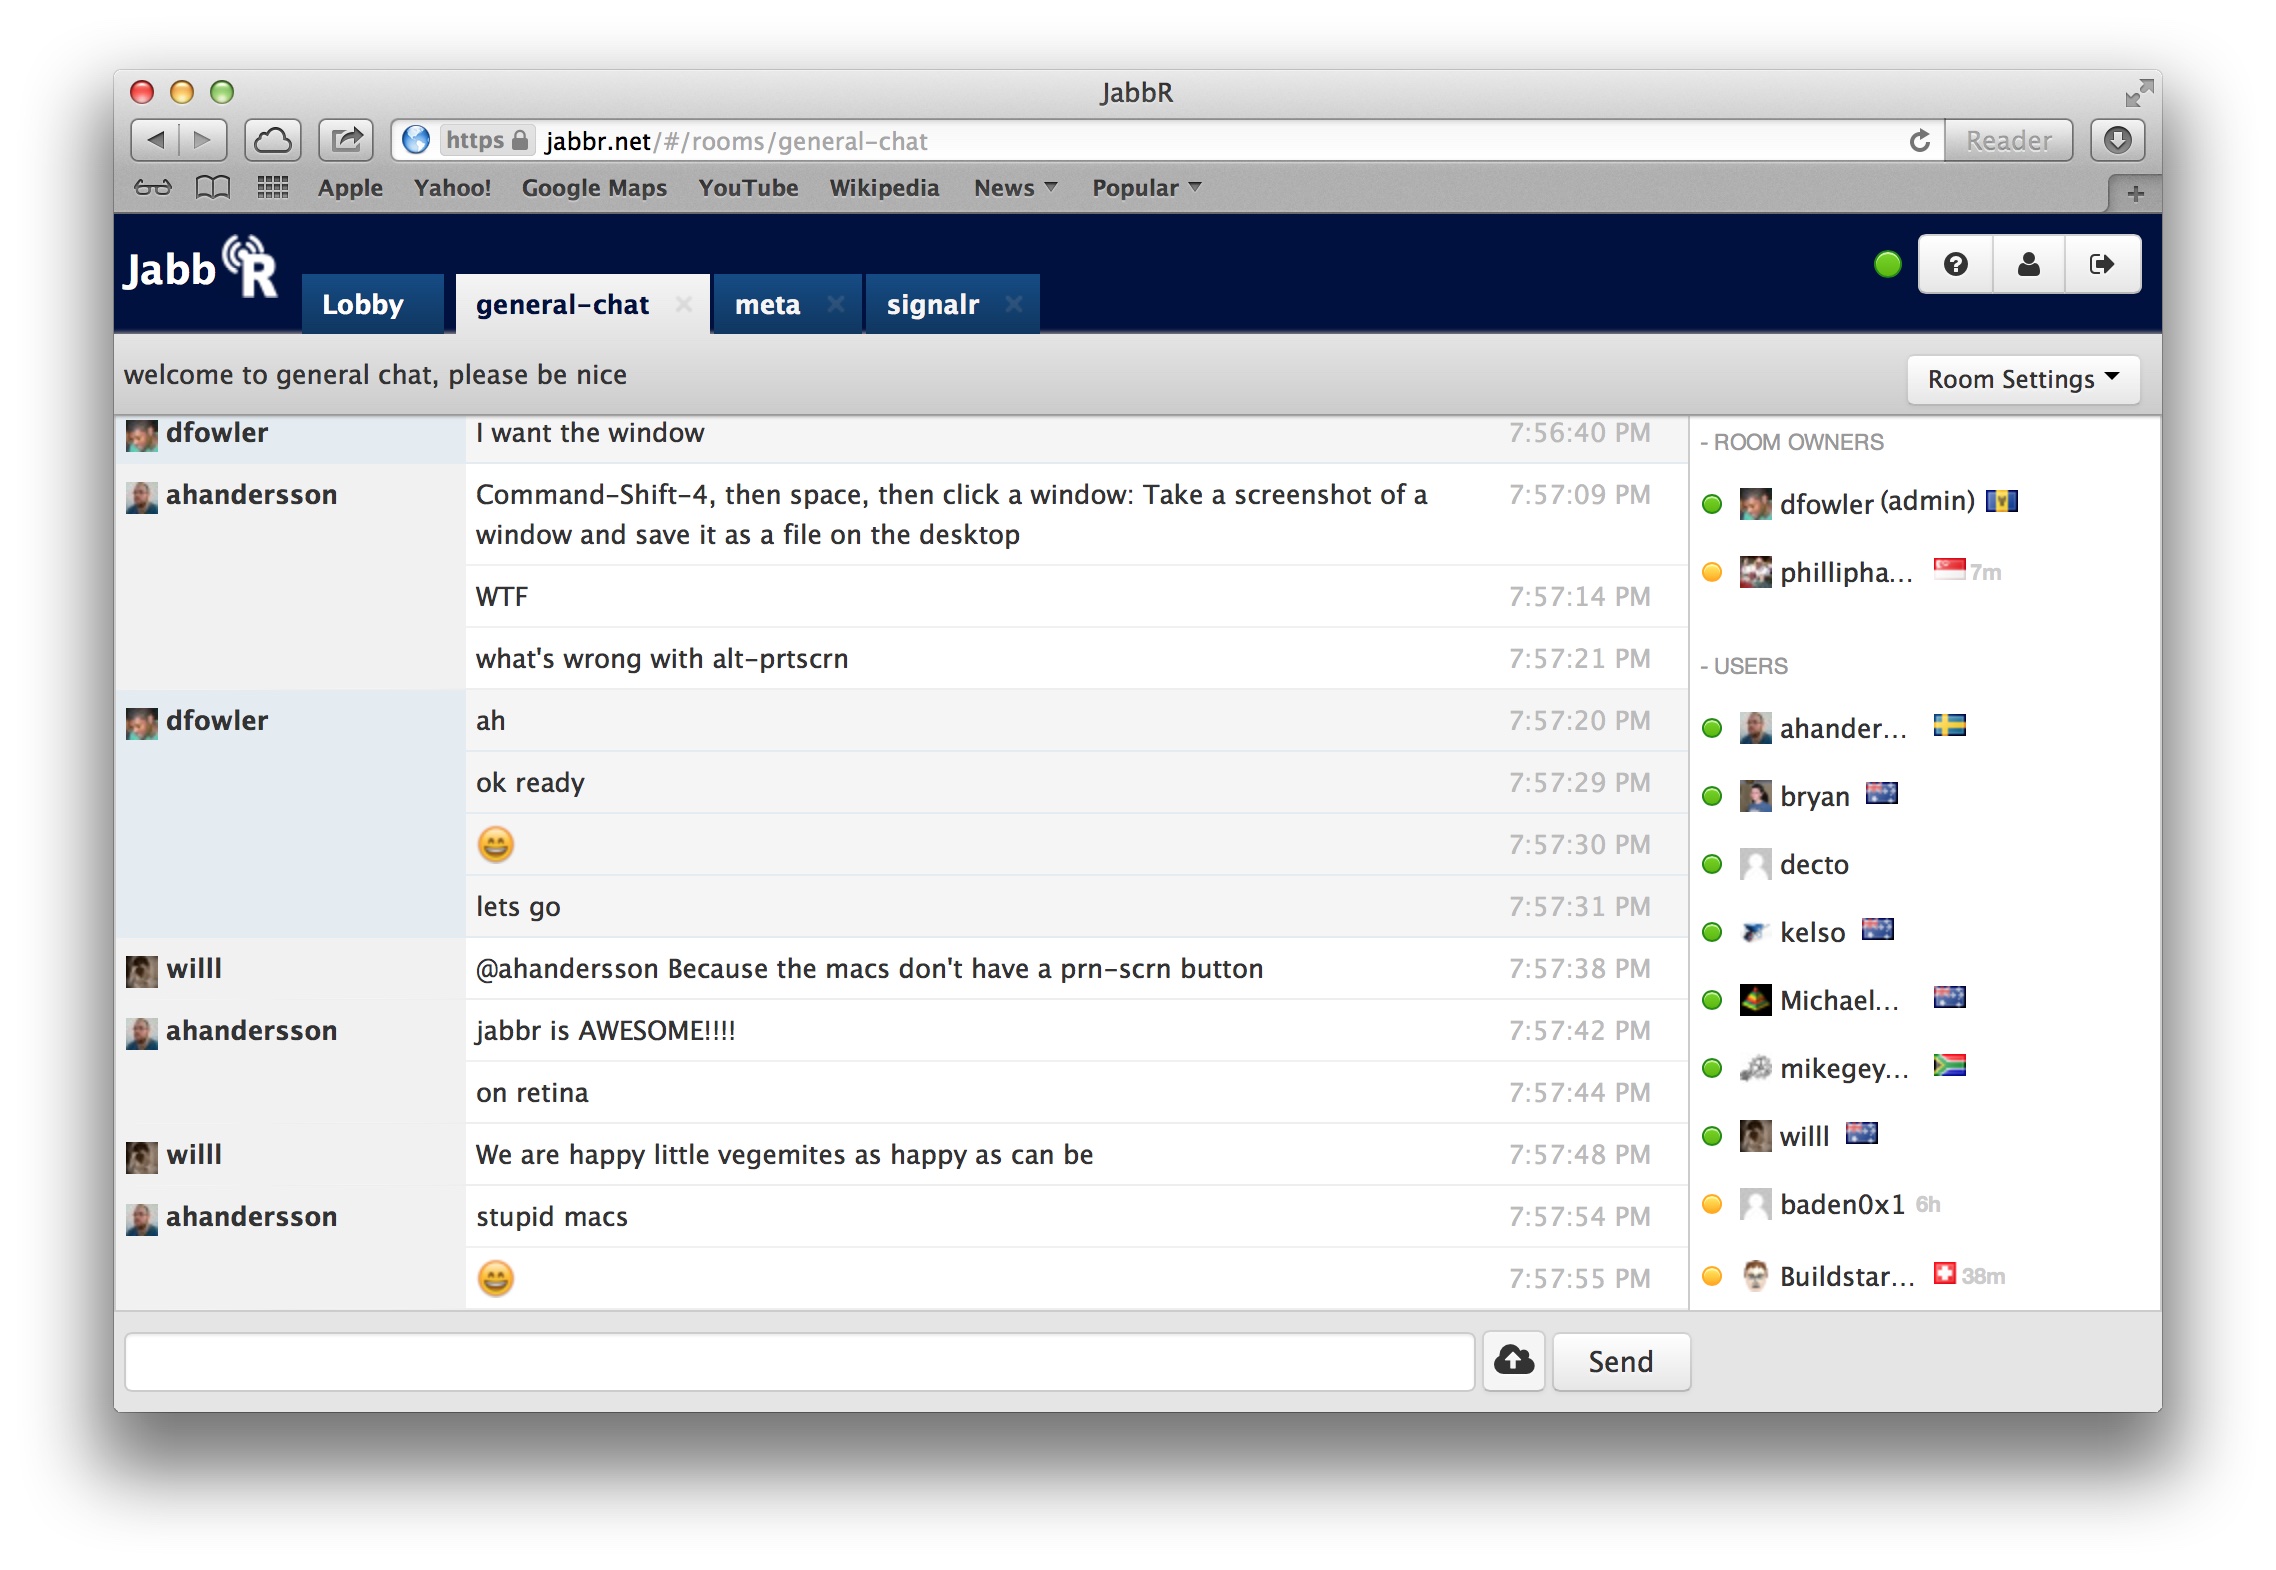 JabbR
https jabbr.net/#/rooms/general-chat Reader
Apple Yahoo! Google Maps YouTube Wikipedia News Popular
JabbR
Lobby general-chat meta signalr
welcome to general chat, please be nice
Room Settings
dfowler I want the window 7:56:40 PM
ahandersson Command-Shift-4, then space, then click a window: Take a screenshot of a 7:57:09 PM
window and save it as a file on the desktop
WTF 7:57:14 PM
what's wrong with alt-prtscrn 7:57:21 PM
dfowler ah 7:57:20 PM
ok ready 7:57:29 PM
7:57:30 PM
lets go 7:57:31 PM
willl @ahandersson Because the macs don't have a prn-scrn button 7:57:38 PM
ahandersson jabbr is AWESOME!!!! 7:57:42 PM
on retina 7:57:44 PM
willl We are happy little vegemites as happy as can be 7:57:48 PM
ahandersson stupid macs 7:57:54 PM
7:57:55 PM
- ROOM OWNERS
dfowler (admin)
phillipha... 7m
- USERS
ahander...
bryan
decto
kelso
Michael...
mikegey...
willl
baden0x1 6h
Buildstar... 38m
Send